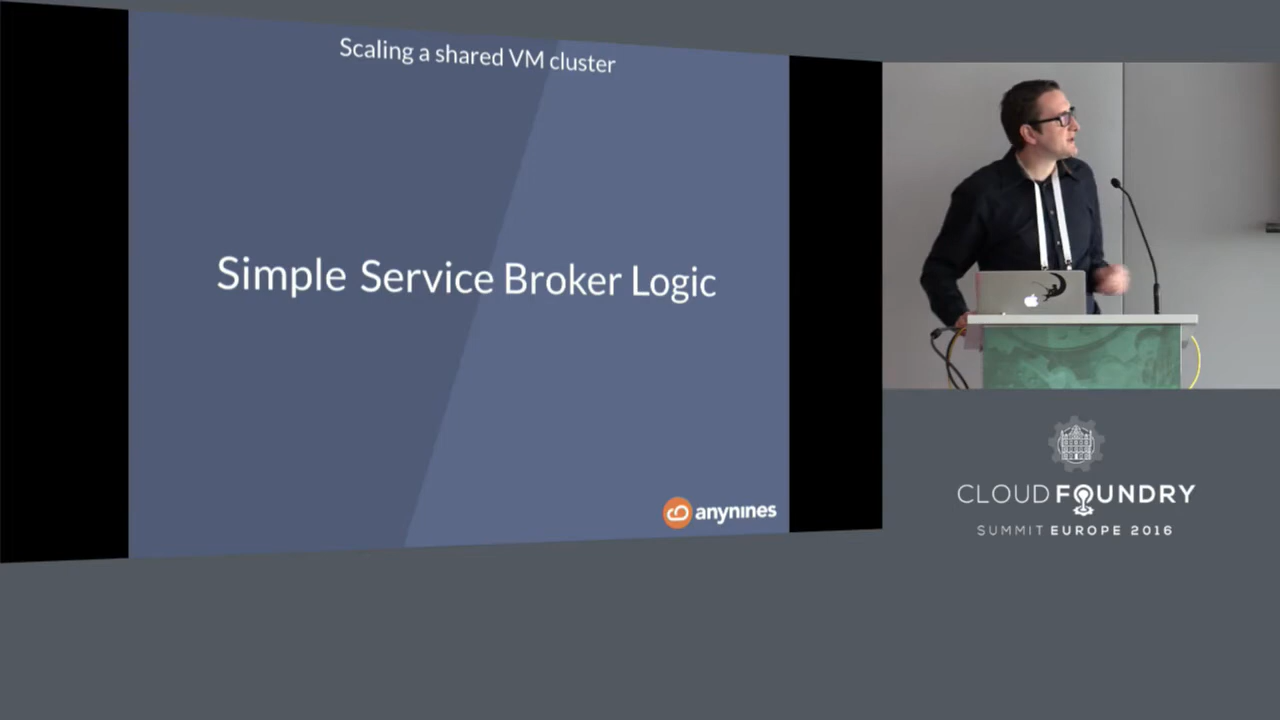 Scaling a shared VM cluster
Simple Service Broker Logic
anynines
CLOUD FOUNDRY
SUMMIT EUROPE 2016